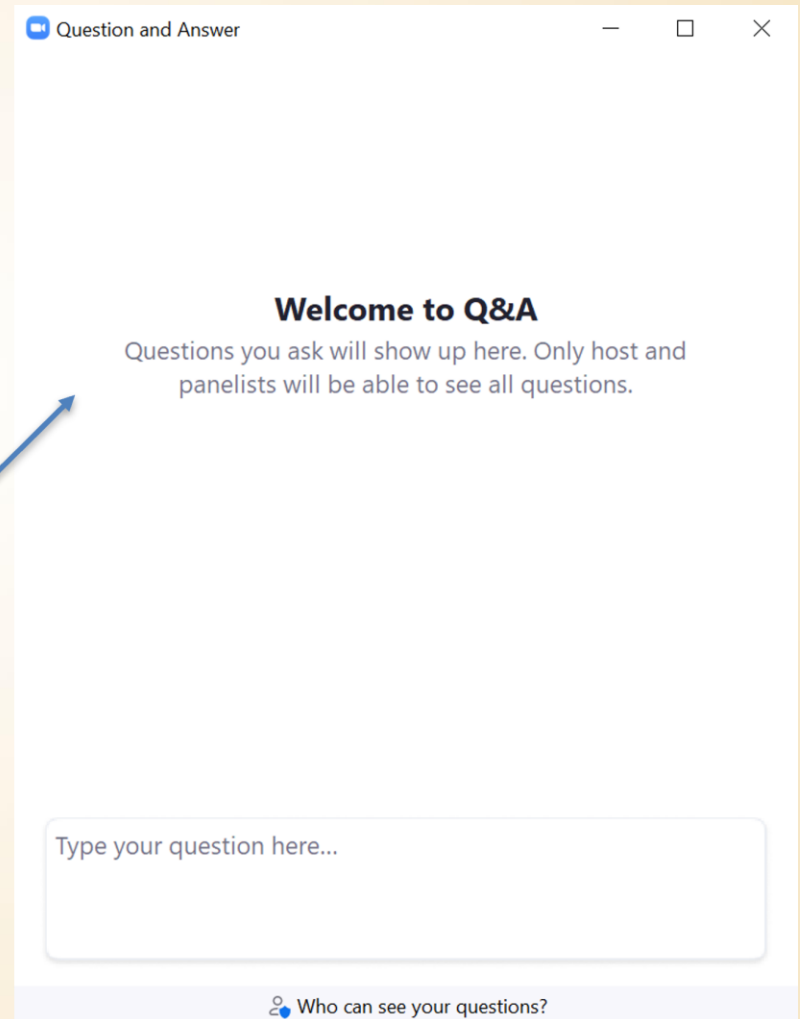 Question and Answer
Welcome to Q&A
Questions you ask will show up here. Only host and
panelists will be able to see all questions.
Type your question here...
Who can see your questions?